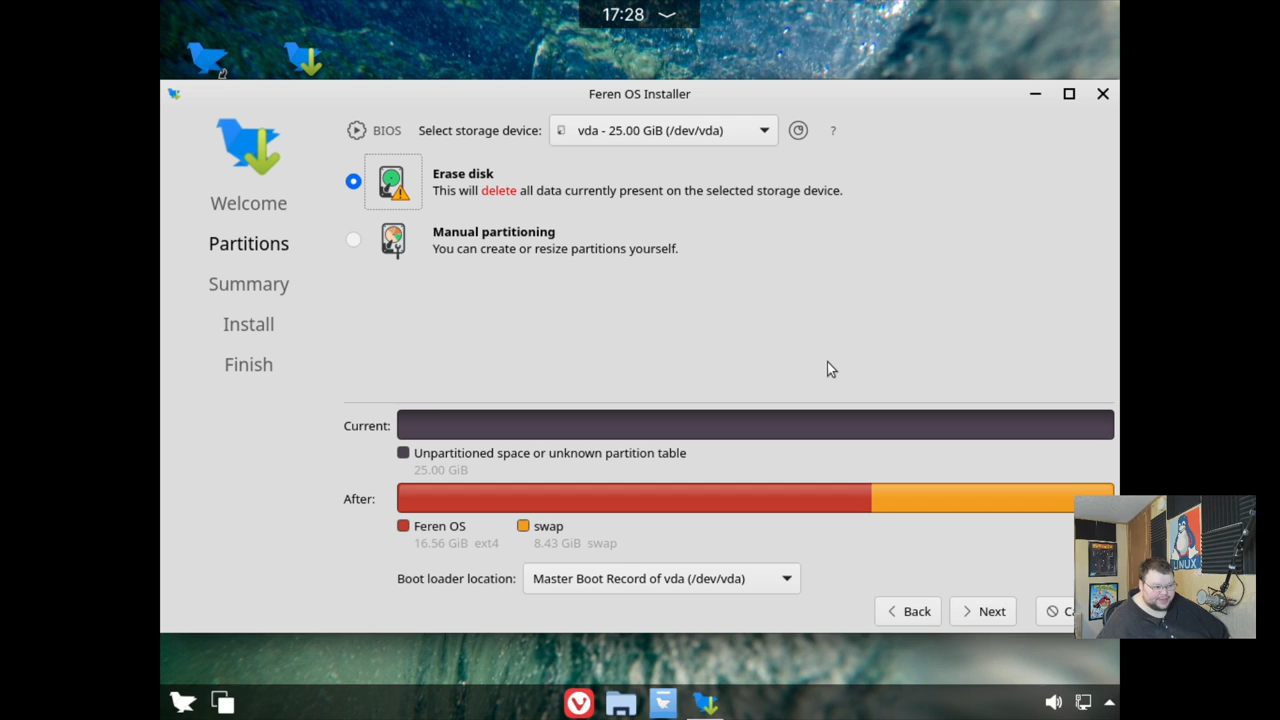 17:28
Feren OS Installer
BIOS Select storage device: vda - 25.00 GiB (/dev/vda) ?
Welcome
Partitions
Summary
Install
Finish
Erase disk
This will delete all data currently present on the selected storage device.
Manual partitioning
You can create or resize partitions yourself.
Current:
Unpartitioned space or unknown partition table
25.00 GiB
After:
Feren OS swap
16.56 GiB ext4 8.43 GiB swap
Boot loader location: Master Boot Record of vda (/dev/vda)
Back Next
LINUX